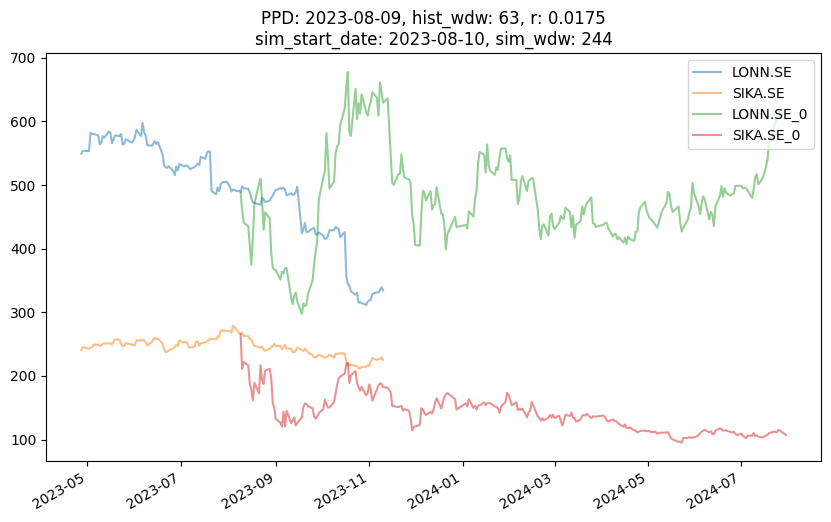 PPD: 2023-08-09, hist_wdw: 63, r: 0.0175
sim_start_date: 2023-08-10, sim_wdw: 244
700
600
500
400
300
200
100
LONN.SE
SIKA.SE
LONN.SE_0
SIKA.SE_0
2023-05
2023-07
2023-09
2023-11
2024-01
2024-03
2024-05
2024-07